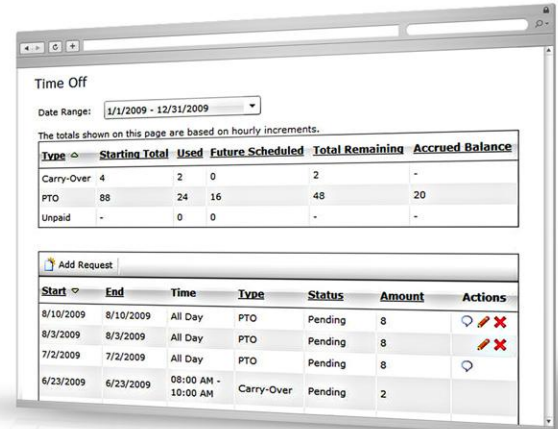 Time Off
Date Range: 1/1/2009 - 12/31/2009
The totals shown on this page are based on hourly increments.
Type Starting Total Used Future Scheduled Total Remaining Accrued Balance
Carry-Over 4 2 0 2 -
PTO 88 24 16 48 20
Unpaid - 0 0 - -
Add Request
Start End Time Type Status Amount Actions
8/10/2009 8/10/2009 All Day PTO Pending 8
8/3/2009 8/3/2009 All Day PTO Pending 8
7/2/2009 7/2/2009 All Day PTO Pending 8
6/23/2009 6/23/2009 08:00 AM - Carry-Over Pending 2
10:00 AM